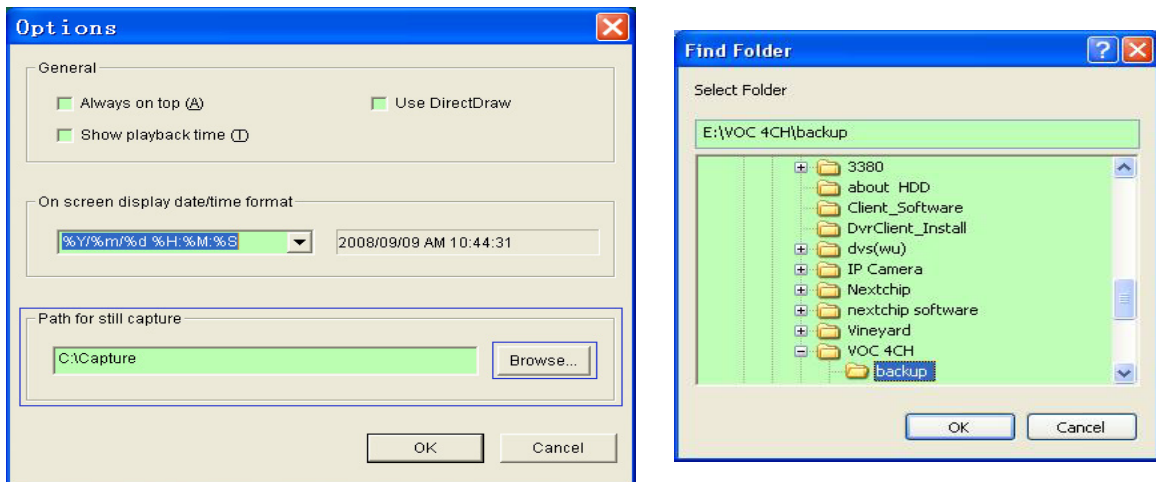 Options
General
Always on top (A)
Use DirectDraw
Show playback time (T)
On screen display date/time format
%Y/%m/%d %H:%M:%S
2008/09/09 AM 10:44:31
Path for still capture
C:\Capture
Browse...
OK
Cancel
Find Folder
Select Folder
E:\VOC 4CH\backup
3380
about HDD
Client_Software
DvrClient_Install
dvs(wu)
IP Camera
Nextchip
nextchip software
Vineyard
VOC 4CH
backup
OK
Cancel